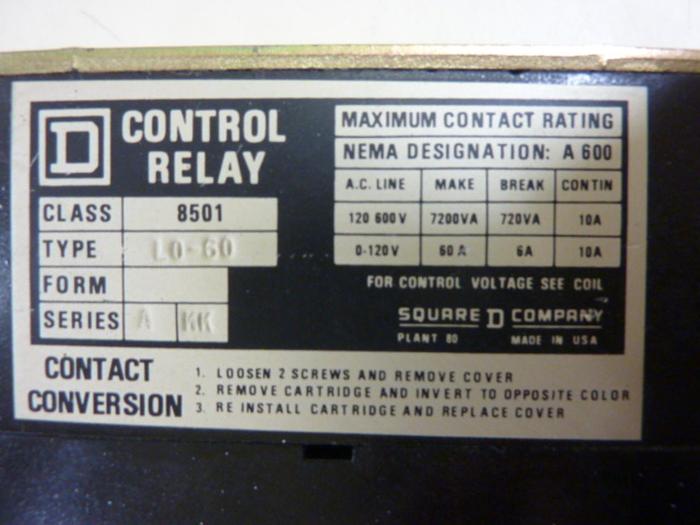 D CONTROL RELAY
CLASS 8501
TYPE LO-60
FORM
SERIES A KK
MAXIMUM CONTACT RATING
NEMA DESIGNATION: A 600
A.C. LINE MAKE BREAK CONTIN
120 600V 7200VA 720VA 10A
0-120V 60A 6A 10A
FOR CONTROL VOLTAGE SEE COIL
SQUARE D COMPANY
PLANT 80 MADE IN USA
CONTACT CONVERSION
1. LOOSEN 2 SCREWS AND REMOVE COVER
2. REMOVE CARTRIDGE AND INVERT TO OPPOSITE COLOR
3. RE INSTALL CARTRIDGE AND REPLACE COVER